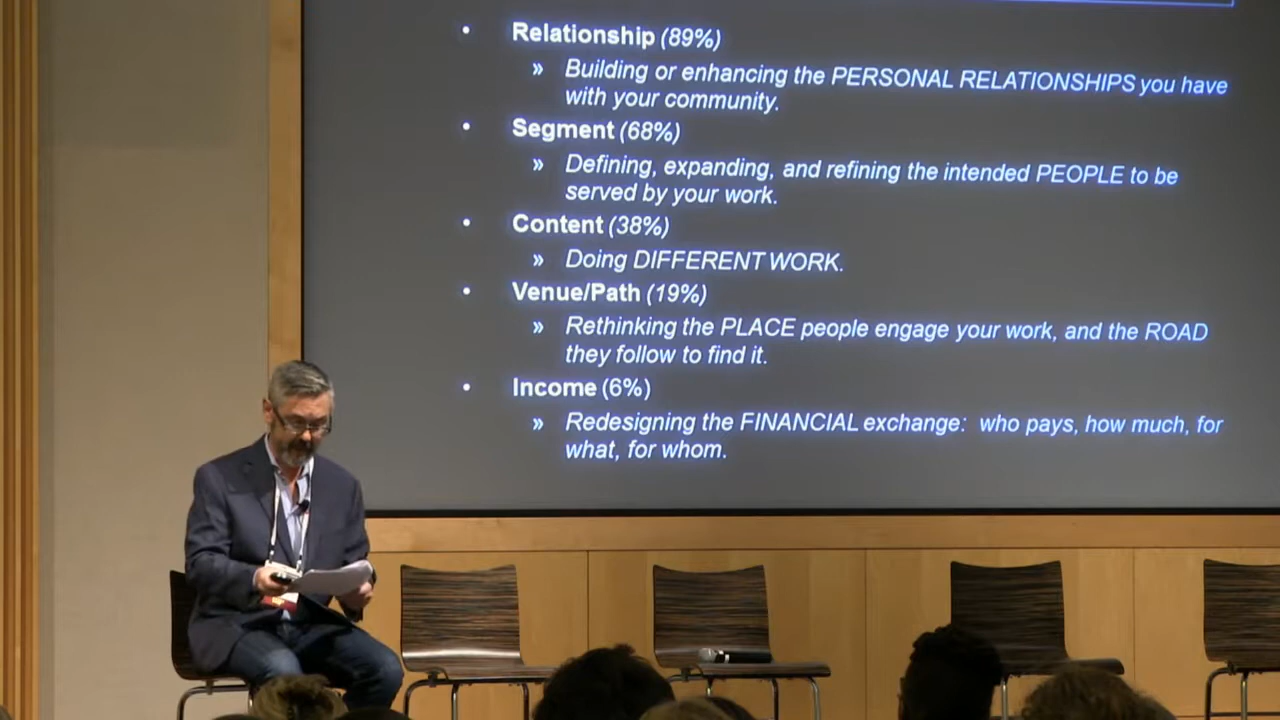 • Relationship (89%)
» Building or enhancing the PERSONAL RELATIONSHIPS you have
with your community.
• Segment (68%)
» Defining, expanding, and refining the intended PEOPLE to be
served by your work.
• Content (38%)
» Doing DIFFERENT WORK.
• Venue/Path (19%)
» Rethinking the PLACE people engage your work, and the ROAD
they follow to find it.
• Income (6%)
» Redesigning the FINANCIAL exchange: who pays, how much, for
what, for whom.